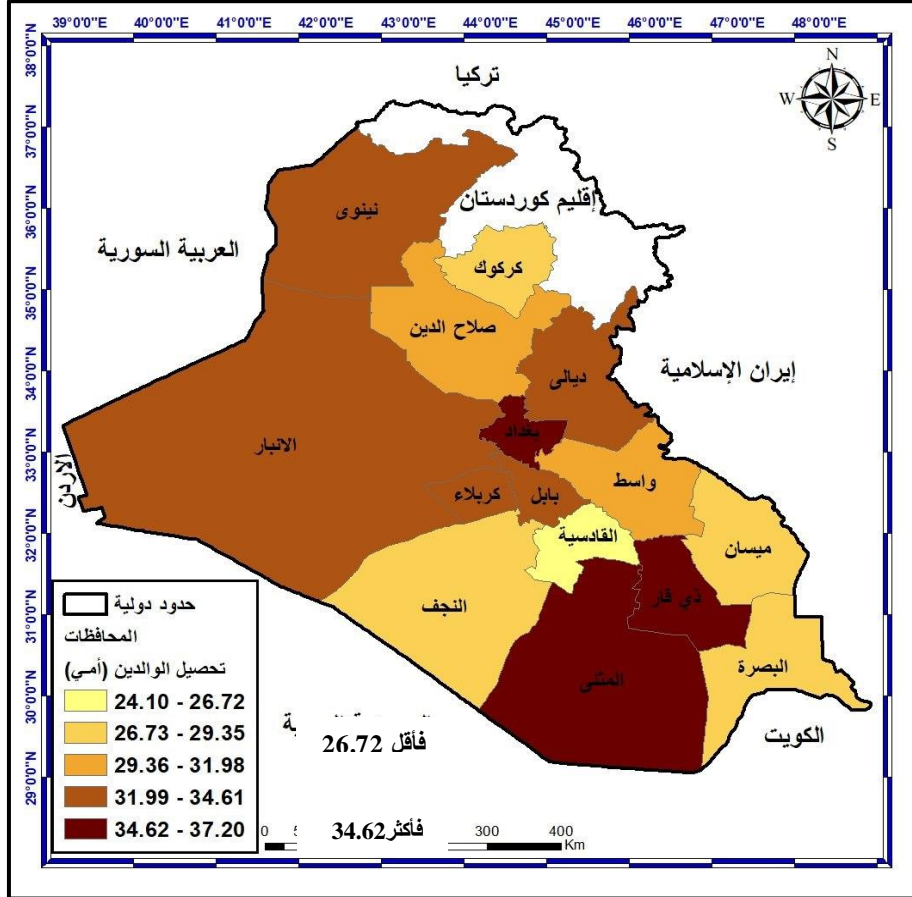 39°0'0"E 40°0'0"E 41°0'0"E 42°0'0"E 43°0'0"E 44°0'0"E 45°0'0"E 46°0'0"E 47°0'0"E 48°0'0"E
38°0'0"N
37°0'0"N
36°0'0"N
35°0'0"N
34°0'0"N
33°0'0"N
32°0'0"N
31°0'0"N
30°0'0"N
29°0'0"N
N
W E
S
تركيا
إقليم كوردستان
نينوى
العربية السورية
كركوك
صلاح الدين
إيران الإسلامية
ديالى
بغداد
الانبار
واسط
الاردن
كربلاء
بابل
القادسية
ميسان
ذي قار
النجف
البصرة
المثنى
الكويت
حدود دولية
المحافظات
تحصيل الوالدين (أمي)
24.10 - 26.72
26.73 - 29.35
29.36 - 31.98
31.99 - 34.61
34.62 - 37.20
26.72 فأقل
34.62فأكثر
0 300 400
Km